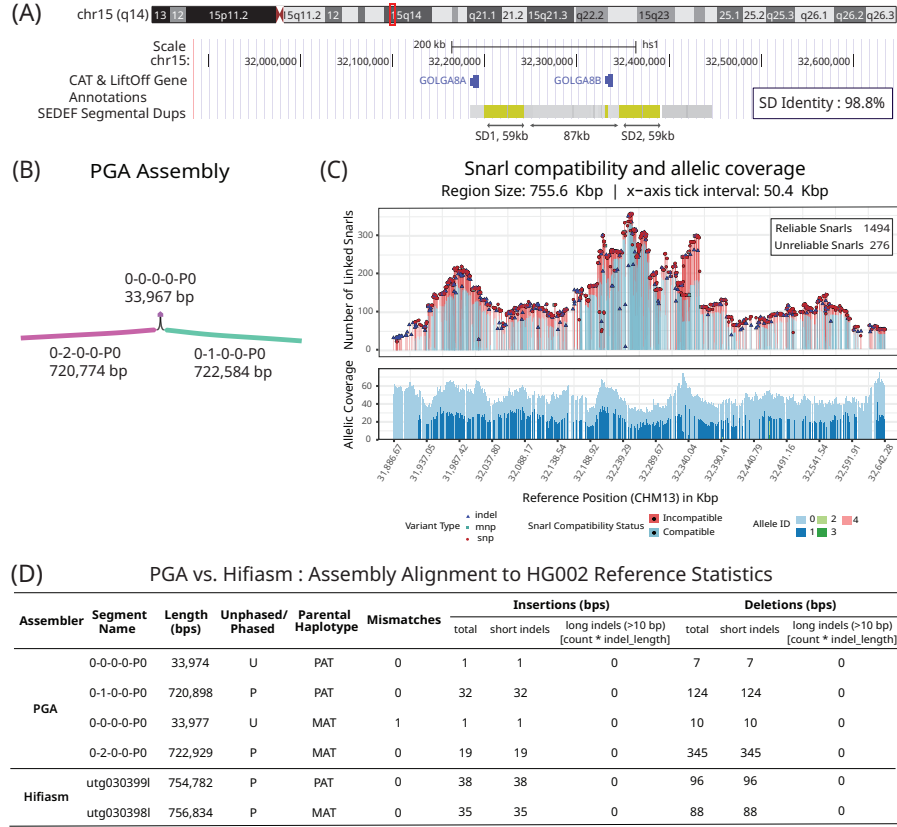 (A)
chr15 (q14) 13 12 15p11.2 15q11.2 12 15q14 q21.1 21.2 15q21.3 q22.2 15q23 25.1 25.2 q25.3 q26.1 q26.2 q26.3
Scale 200 kb hs1
chr15: 32,000,000 32,100,000 32,200,000 32,300,000 32,400,000 32,500,000 32,600,000
CAT & LiftOff Gene GOLGA8A GOLGA8B
Annotations
SEDEF Segmental Dups
SD Identity : 98.8%
SD1, 59kb 87kb SD2, 59kb
(B) PGA Assembly
0-0-0-0-P0
33,967 bp
0-2-0-0-P0 0-1-0-0-P0
720,774 bp 722,584 bp
(C) Snarl compatibility and allelic coverage
Region Size: 755.6 Kbp | x−axis tick interval: 50.4 Kbp
Number of Linked Snarls
300
200
100
0
Reliable Snarls 1494
Unreliable Snarls 276
Allelic Coverage
60
40
20
0
31,886.67 31,937.05 31,987.42 32,037.80 32,088.17 32,138.54 32,188.92 32,239.29 32,289.67 32,340.04 32,390.41 32,440.79 32,491.16 32,541.54 32,591.91 32,642.28
Reference Position (CHM13) in Kbp
Variant Type indel mnp snp
Snarl Compatibility Status Incompatible Compatible
Allele ID 0 2 4 1 3
(D) PGA vs. Hifiasm : Assembly Alignment to HG002 Reference Statistics
Assembler Segment Name Length (bps) Unphased/ Phased Parental Haplotype Mismatches Insertions (bps) Deletions (bps)
total short indels long indels (>10 bp) [count * indel_length] total short indels long indels (>10 bp) [count * indel_length]
PGA
0-0-0-0-P0 33,974 U PAT 0 1 1 0 7 7 0
0-1-0-0-P0 720,898 P PAT 0 32 32 0 124 124 0
0-0-0-0-P0 33,977 U MAT 1 1 1 0 10 10 0
0-2-0-0-P0 722,929 P MAT 0 19 19 0 345 345 0
Hifiasm
utg030399l 754,782 P PAT 0 38 38 0 96 96 0
utg030398l 756,834 P MAT 0 35 35 0 88 88 0